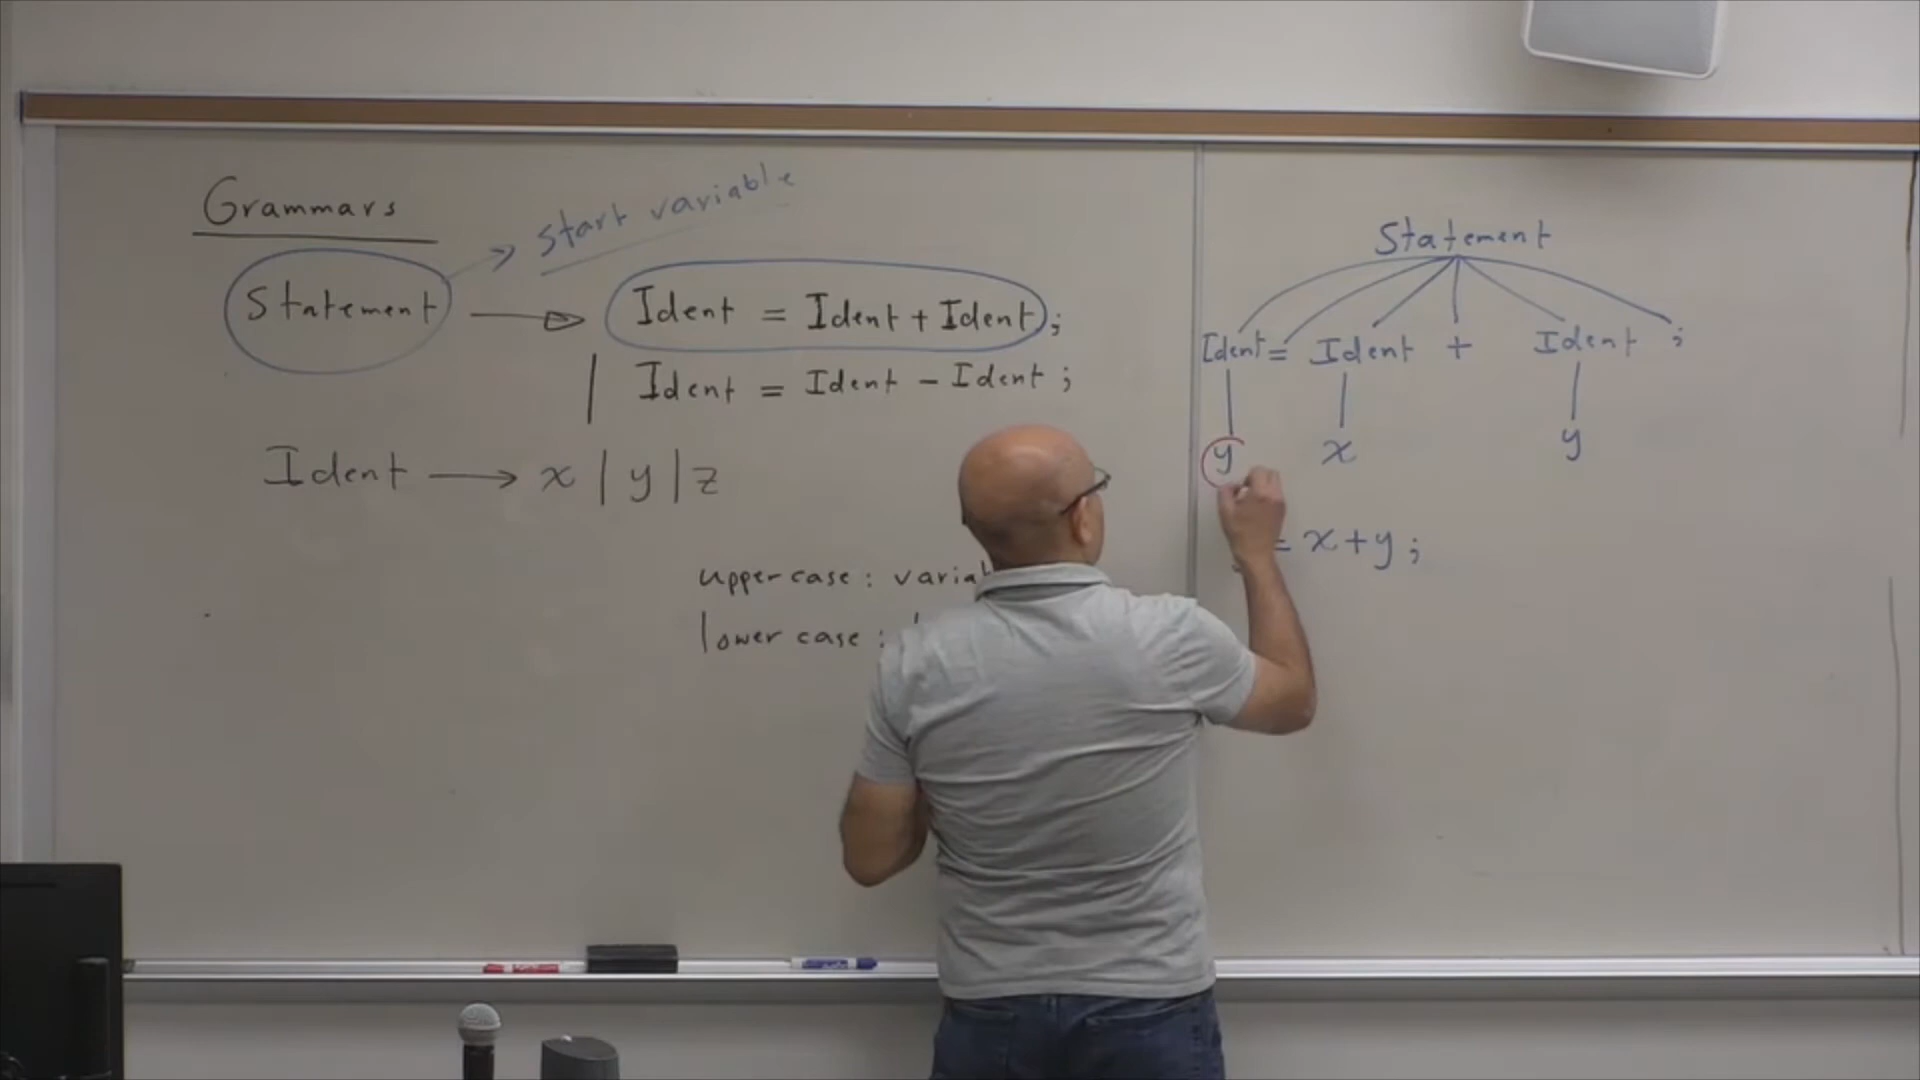 Grammars
start variable
Statement → Ident = Ident + Ident ;
| Ident = Ident - Ident ;
Ident → x | y | z
upper case :
lower case :
Statement
Ident = Ident + Ident ;
y x y
= x + y ;